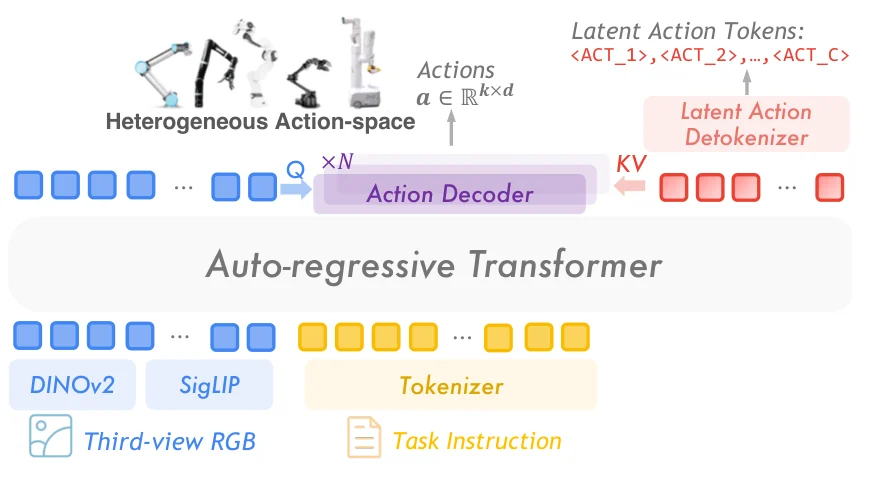 Latent Action Tokens:
<ACT_1>,<ACT_2>,…,<ACT_C>
Actions
a ∈ ℝ^{k×d}
Heterogeneous Action-space
Latent Action
Detokenizer
Q
×N
KV
Action Decoder
...
...
Auto-regressive Transformer
...
...
DINOv2
SigLIP
Tokenizer
Third-view RGB
Task Instruction